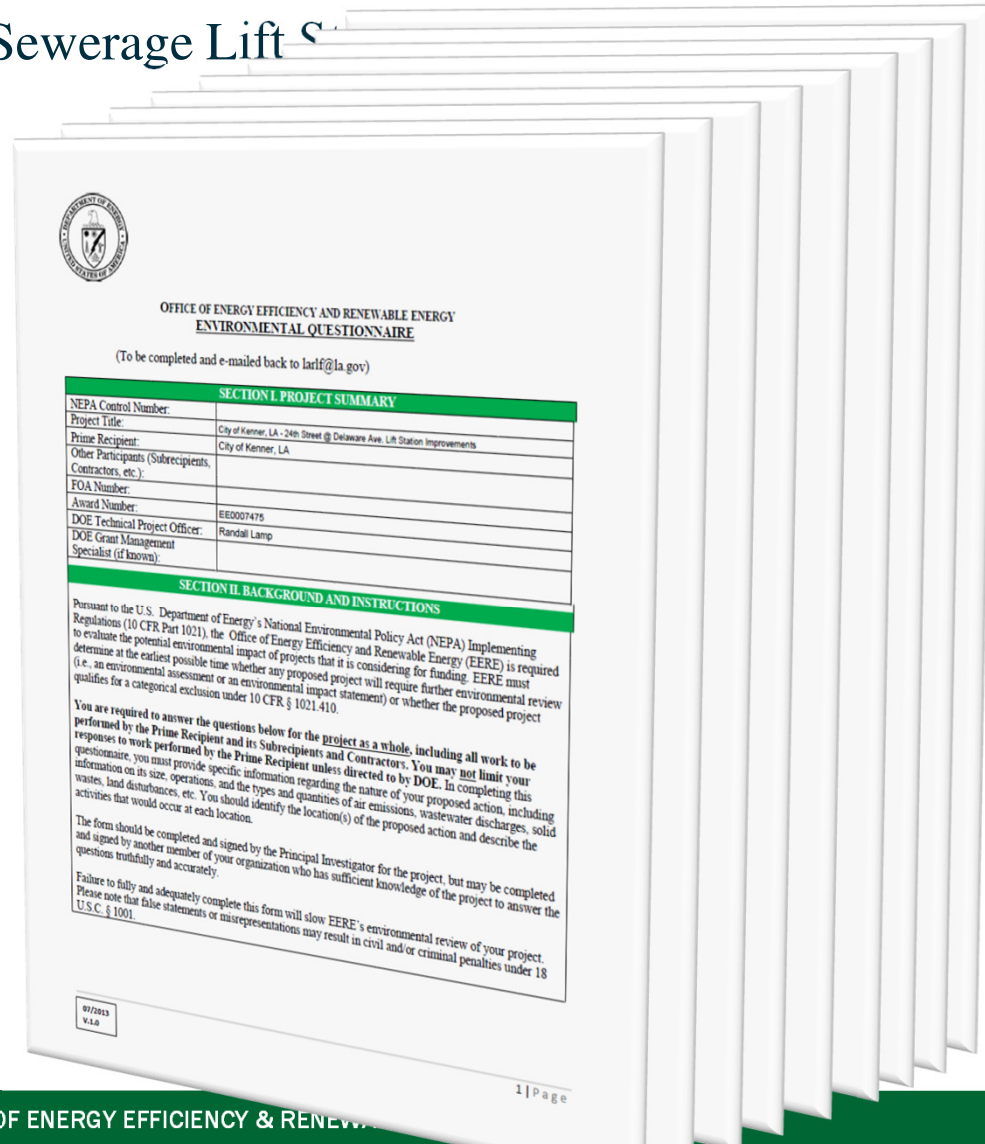 Sewerage Lift S
DEPARTMENT OF ENERGY
UNITED STATES OF AMERICA
OFFICE OF ENERGY EFFICIENCY AND RENEWABLE ENERGY
ENVIRONMENTAL QUESTIONNAIRE
(To be completed and e-mailed back to larlf@la.gov)
SECTION I. PROJECT SUMMARY
NEPA Control Number:
Project Title: City of Kenner, LA - 24th Street @ Delaware Ave. Lift Station Improvements
Prime Recipient: City of Kenner, LA
Other Participants (Subrecipients,
Contractors, etc.):
FOA Number:
Award Number: EE0007475
DOE Technical Project Officer: Randall Lamp
DOE Grant Management
Specialist (if known):
SECTION II. BACKGROUND AND INSTRUCTIONS
Pursuant to the U.S. Department of Energy's National Environmental Policy Act (NEPA) Implementing
Regulations (10 CFR Part 1021), the Office of Energy Efficiency and Renewable Energy (EERE) is required
to evaluate the potential environmental impact of projects that it is considering for funding. EERE must
determine at the earliest possible time whether any proposed project will require further environmental review
(i.e., an environmental assessment or an environmental impact statement) or whether the proposed project
qualifies for a categorical exclusion under 10 CFR § 1021.410.
You are required to answer the questions below for the project as a whole, including all work to be
performed by the Prime Recipient and its Subrecipients and Contractors. You may not limit your
responses to work performed by the Prime Recipient unless directed to by DOE. In completing this
questionnaire, you must provide specific information regarding the nature of your proposed action, including
information on its size, operations, and the types and quantities of air emissions, wastewater discharges, solid
wastes, land disturbances, etc. You should identify the location(s) of the proposed action and describe the
activities that would occur at each location.
The form should be completed and signed by the Principal Investigator for the project, but may be completed
and signed by another member of your organization who has sufficient knowledge of the project to answer the
questions truthfully and accurately.
Failure to fully and adequately complete this form will slow EERE's environmental review of your project.
Please note that false statements or misrepresentations may result in civil and/or criminal penalties under 18
U.S.C. § 1001.
07/2013
V.1.0
1 | Page
OF ENERGY EFFICIENCY & RENEW